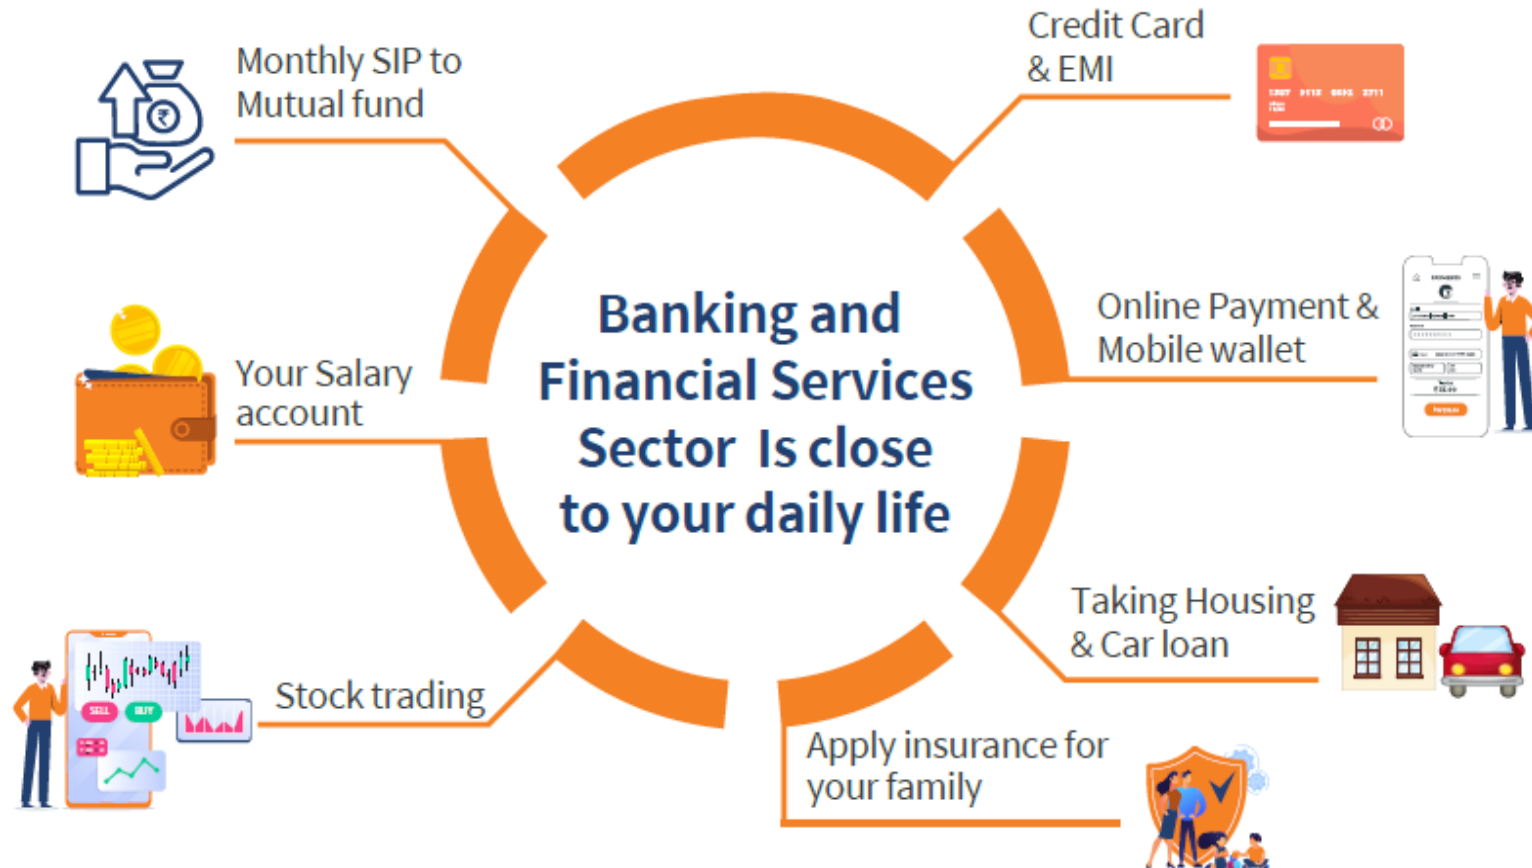 Monthly SIP to
Mutual fund
Credit Card
& EMI
Your Salary
account
Banking and
Financial Services
Sector Is close
to your daily life
Online Payment &
Mobile wallet
Stock trading
SELL
BUY
Taking Housing
& Car loan
Apply insurance for
your family